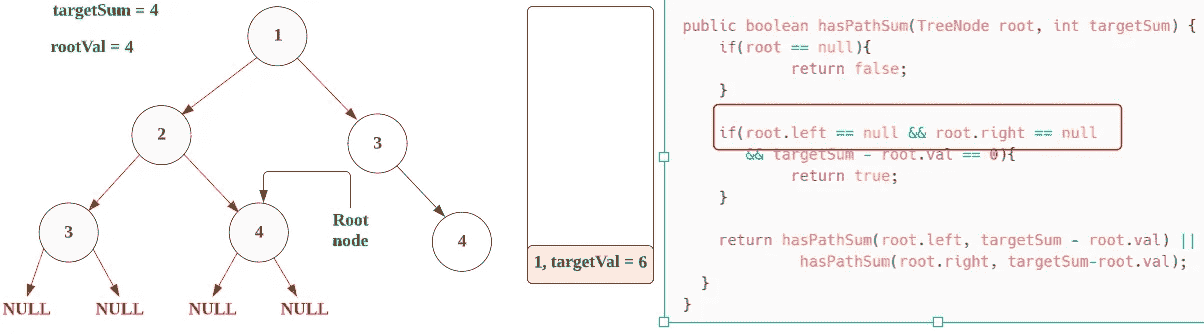 targetSum = 4
rootVal = 4
1
2
3
3
4
4
Root
node
NULL
NULL
NULL
NULL
1, targetVal = 6
public boolean hasPathSum(TreeNode root, int targetSum) {
if(root == null){
return false;
}
if(root.left == null && root.right == null
&& targetSum - root.val == 0){
return true;
}
return hasPathSum(root.left, targetSum - root.val) ||
hasPathSum(root.right, targetSum-root.val);
}
}